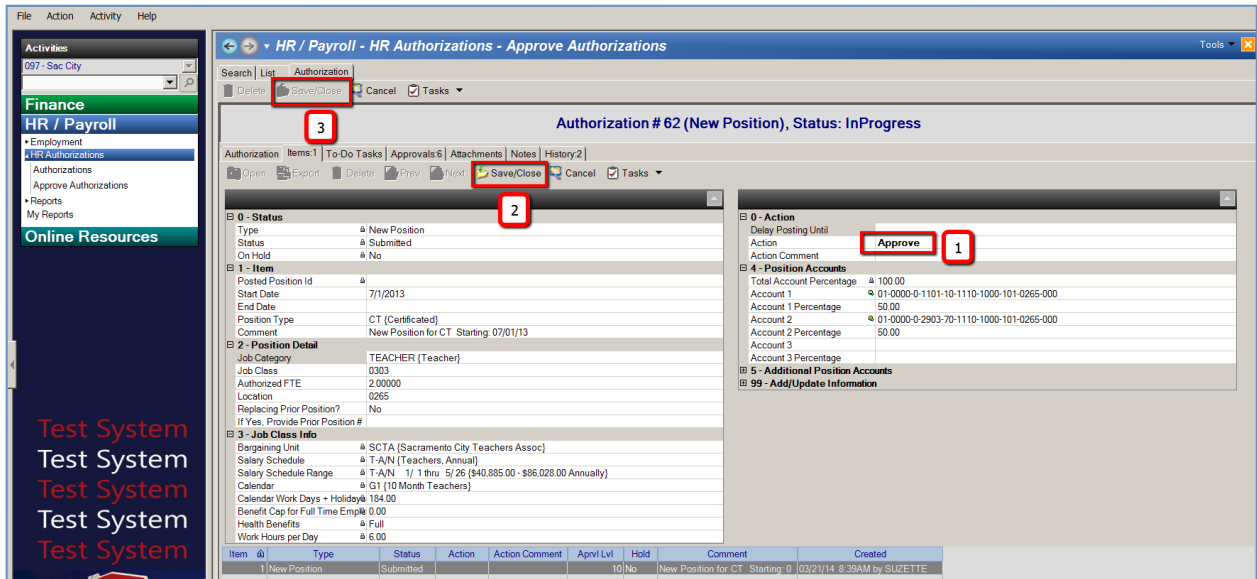 File Action Activity Help
Activities
097 - Sac City
Finance
HR / Payroll
Employment
HR Authorizations
Authorizations
Approve Authorizations
Reports
My Reports
Online Resources
Test System
Test System
Test System
Test System
Test System
HR / Payroll - HR Authorizations - Approve Authorizations
Tools
Search List Authorization
Delete Save/Close Cancel Tasks
3
Authorization # 62 (New Position), Status: InProgress
Authorization Items:1 To-Do Tasks Approvals:6 Attachments Notes History:2
Open Export Delete Prev Next Save/Close Cancel Tasks
2
0 - Status
Type New Position
Status Submitted
On Hold No
1 - Item
Posted Position Id
Start Date 7/1/2013
End Date
Position Type CT {Certificated}
Comment New Position for CT Starting: 07/01/13
2 - Position Detail
Job Category TEACHER {Teacher}
Job Class 0303
Authorized FTE 2.00000
Location 0265
Replacing Prior Position? No
If Yes, Provide Prior Position #
3 - Job Class Info
Bargaining Unit SCTA {Sacramento City Teachers Assoc}
Salary Schedule T-A/N {Teachers, Annual}
Salary Schedule Range T-A/N 1/ 1 thru 5/ 26 {$40,885.00 - $86,028.00 Annually}
Calendar G1 {10 Month Teachers}
Calendar Work Days + Holiday 184.00
Benefit Cap for Full Time Empl 0.00
Health Benefits Full
Work Hours per Day 6.00
0 - Action
Delay Posting Until
Action Approve
1
Action Comment
4 - Position Accounts
Total Account Percentage 100.00
Account 1 01-0000-0-1101-10-1110-1000-101-0265-000
Account 1 Percentage 50.00
Account 2 01-0000-0-2903-70-1110-1000-101-0265-000
Account 2 Percentage 50.00
Account 3
Account 3 Percentage
5 - Additional Position Accounts
99 - Add/Update Information
Item Type Status Action Action Comment Aprvl Lvl Hold Comment Created
1 New Position Submitted 10 No New Position for CT Starting: 0 03/21/14 8:39AM by SUZETTE